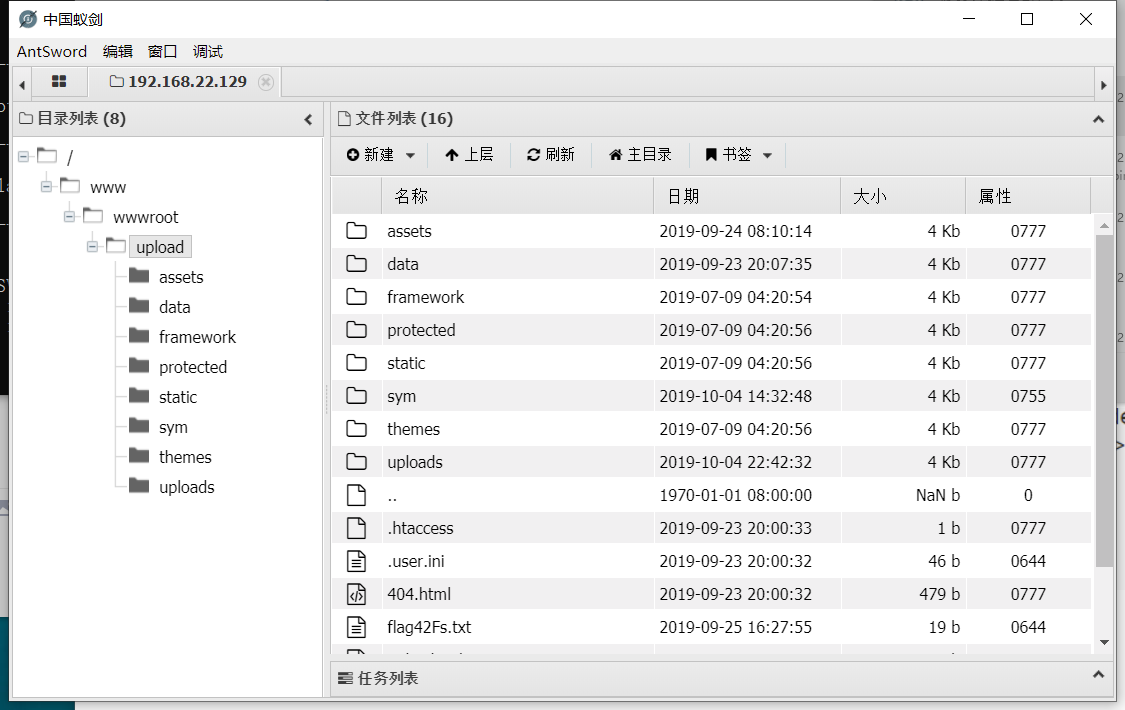 中国蚁剑
AntSword 编辑 窗口 调试
192.168.22.129
目录列表 (8)
/
www
wwwroot
upload
assets
data
framework
protected
static
sym
themes
uploads
文件列表 (16)
新建 上层 刷新 主目录 书签
名称 日期 大小 属性
assets 2019-09-24 08:10:14 4 Kb 0777
data 2019-09-23 20:07:35 4 Kb 0777
framework 2019-07-09 04:20:54 4 Kb 0777
protected 2019-07-09 04:20:56 4 Kb 0777
static 2019-07-09 04:20:56 4 Kb 0777
sym 2019-10-04 14:32:48 4 Kb 0755
themes 2019-07-09 04:20:56 4 Kb 0777
uploads 2019-10-04 22:42:32 4 Kb 0777
.. 1970-01-01 08:00:00 NaN b 0
.htaccess 2019-09-23 20:00:33 1 b 0777
.user.ini 2019-09-23 20:00:32 46 b 0644
404.html 2019-09-23 20:00:32 479 b 0777
flag42Fs.txt 2019-09-25 16:27:55 19 b 0644
任务列表